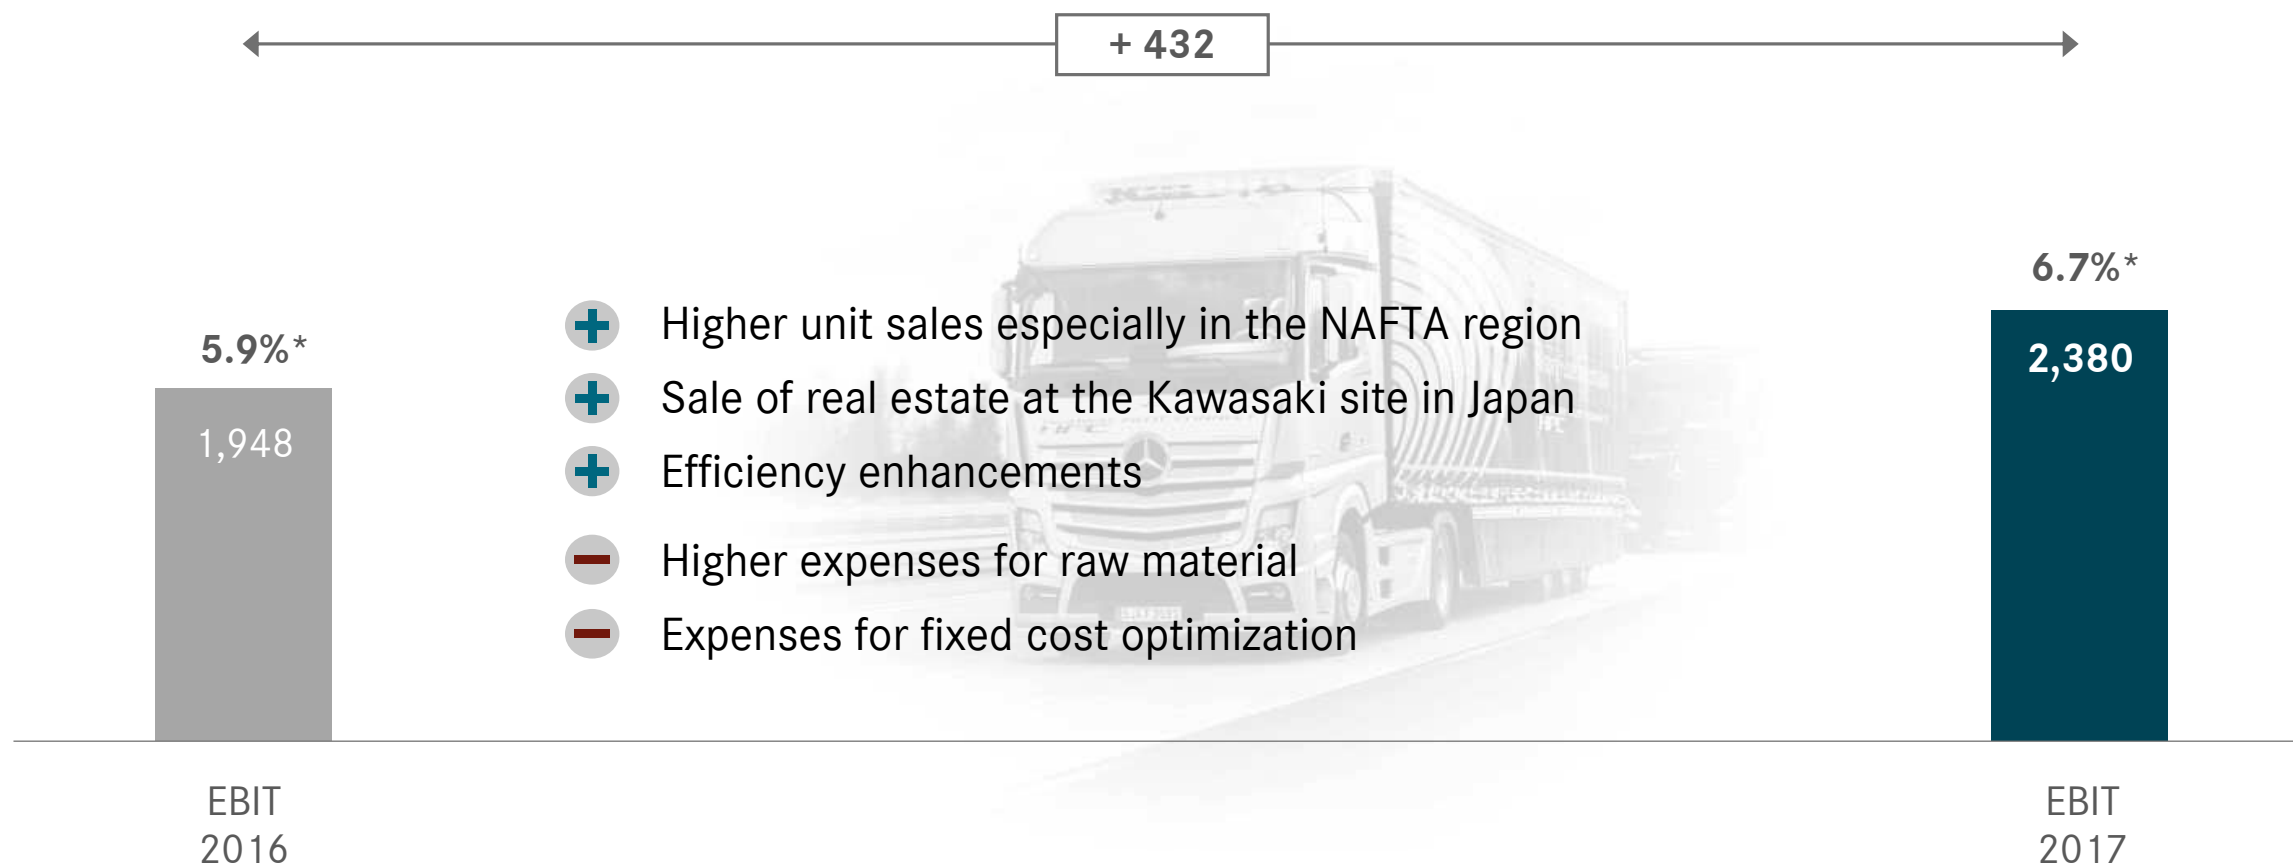 + 432
6.7%*
5.9%*
2,380
1,948
Higher unit sales especially in the NAFTA region
Sale of real estate at the Kawasaki site in Japan
Efficiency enhancements
Higher expenses for raw material
Expenses for fixed cost optimization
EBIT
2016
EBIT
2017